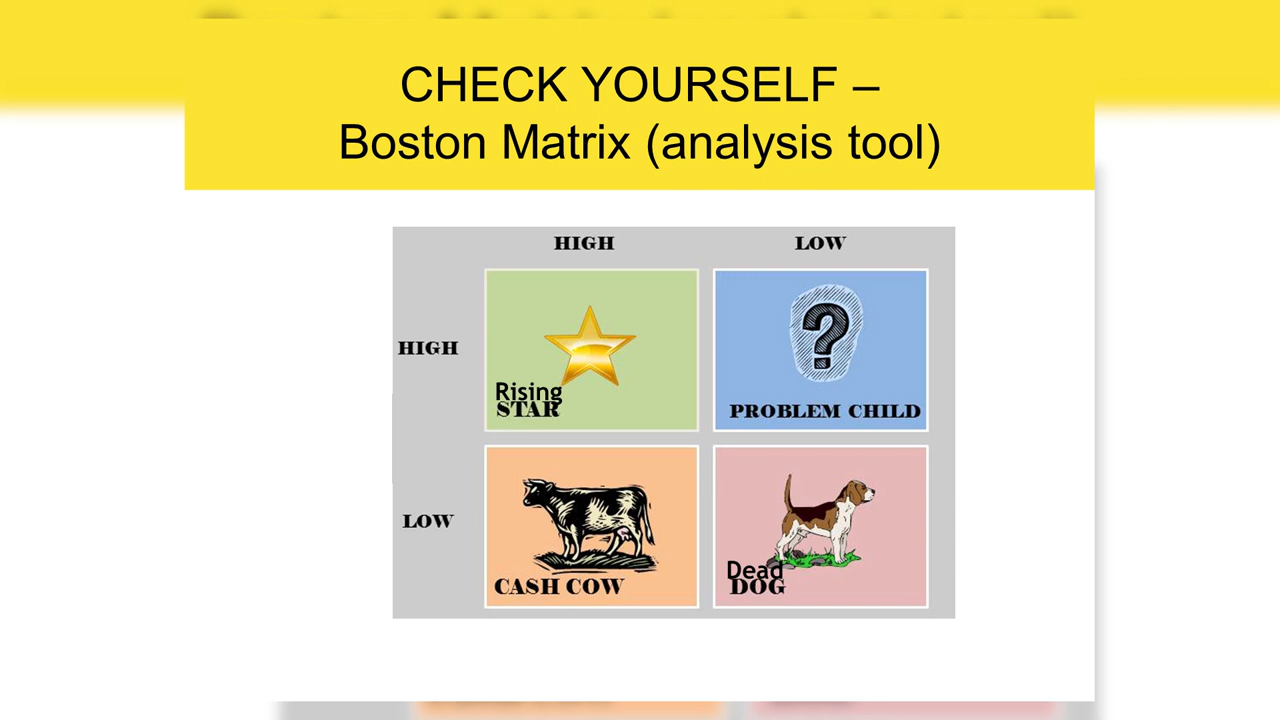 CHECK YOURSELF –
Boston Matrix (analysis tool)
HIGH LOW
HIGH
Rising
STAR
?
PROBLEM CHILD
LOW
CASH COW
Dead
DOG